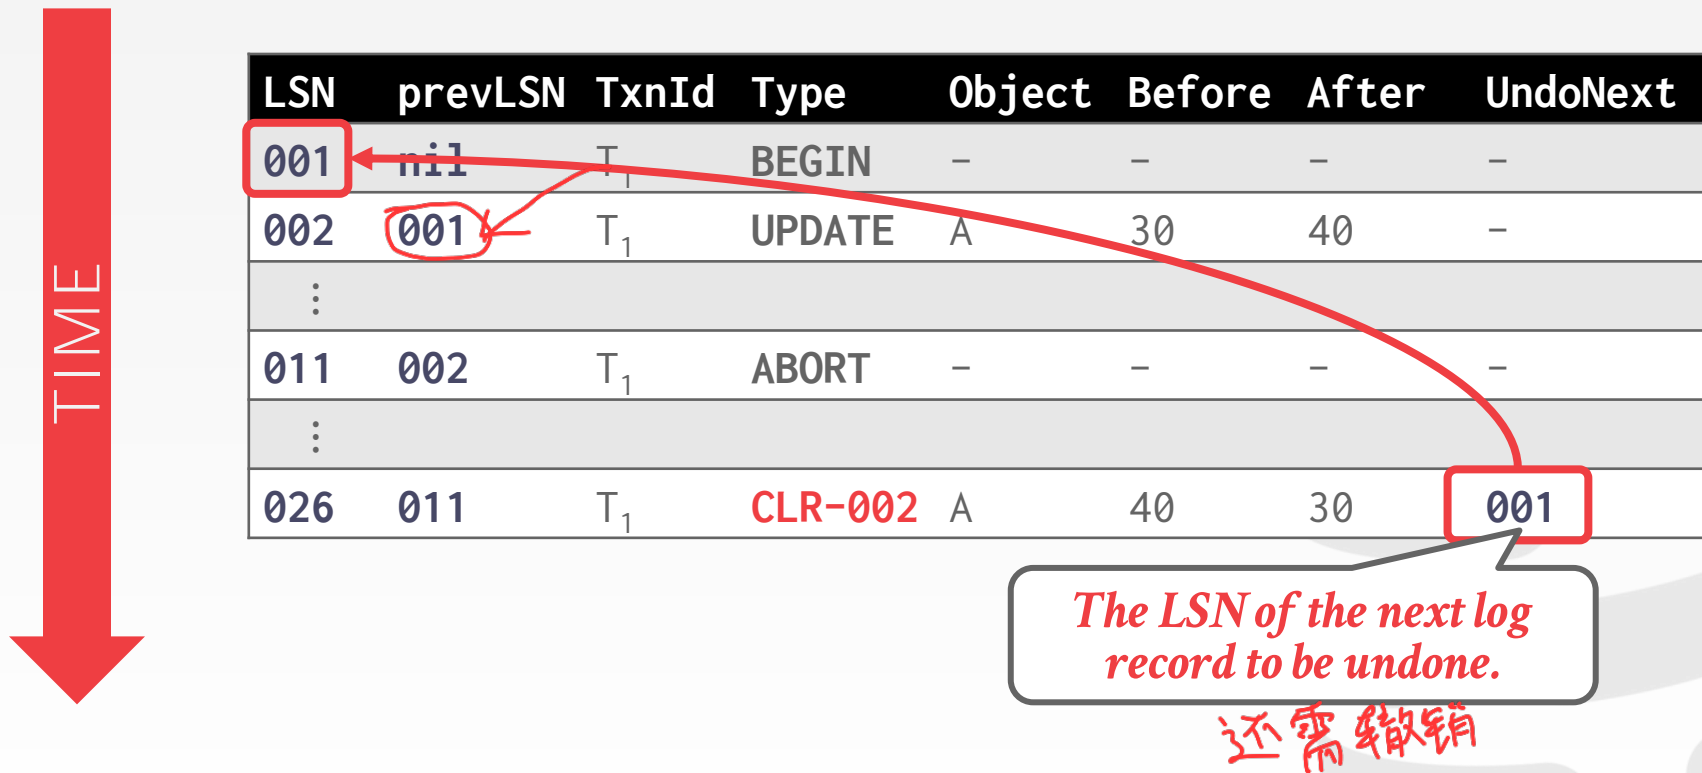 TIME
LSN prevLSN TxnId Type Object Before After UndoNext
001 nil T1 BEGIN - - - -
002 001 T1 UPDATE A 30 40 -
⋮
011 002 T1 ABORT - - - -
⋮
026 011 T1 CLR-002 A 40 30 001
The LSN of the next log
record to be undone.
还需撤销